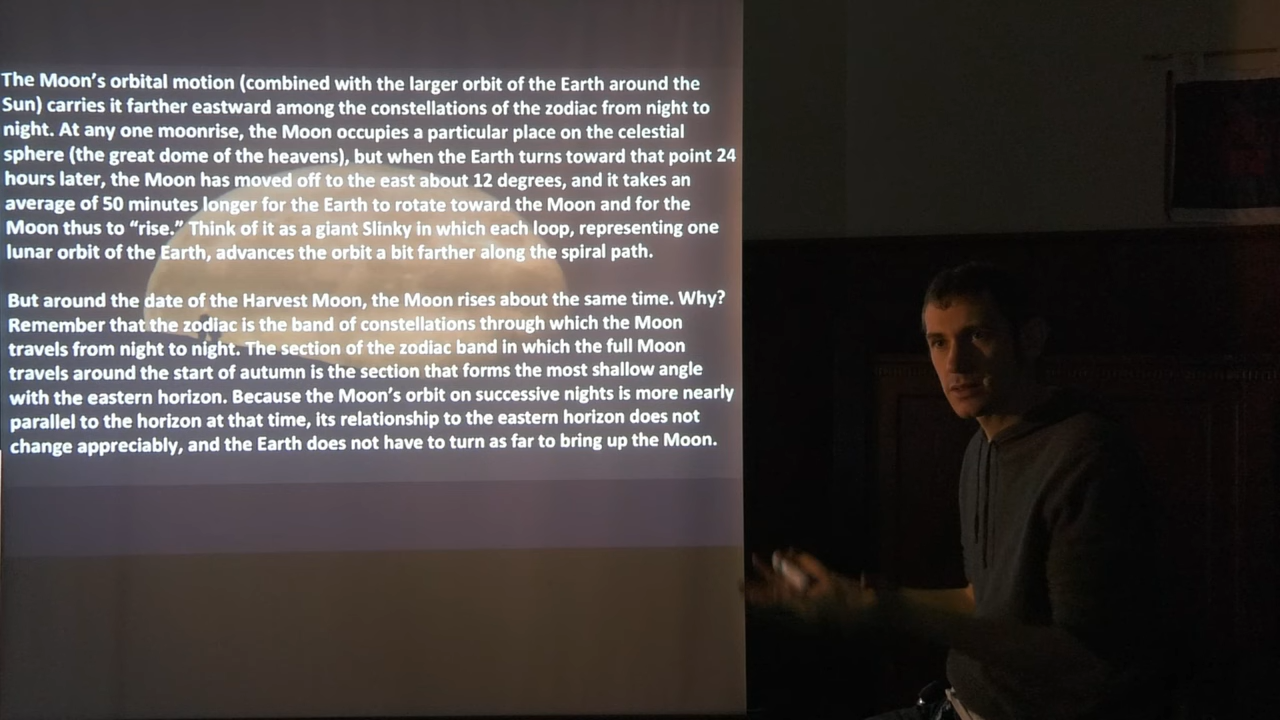 The Moon’s orbital motion (combined with the larger orbit of the Earth around the
Sun) carries it farther eastward among the constellations of the zodiac from night to
night. At any one moonrise, the Moon occupies a particular place on the celestial
sphere (the great dome of the heavens), but when the Earth turns toward that point 24
hours later, the Moon has moved off to the east about 12 degrees, and it takes an
average of 50 minutes longer for the Earth to rotate toward the Moon and for the
Moon thus to “rise.” Think of it as a giant Slinky in which each loop, representing one
lunar orbit of the Earth, advances the orbit a bit farther along the spiral path.
But around the date of the Harvest Moon, the Moon rises about the same time. Why?
Remember that the zodiac is the band of constellations through which the Moon
travels from night to night. The section of the zodiac band in which the full Moon
travels around the start of autumn is the section that forms the most shallow angle
with the eastern horizon. Because the Moon’s orbit on successive nights is more nearly
parallel to the horizon at that time, its relationship to the eastern horizon does not
change appreciably, and the Earth does not have to turn as far to bring up the Moon.